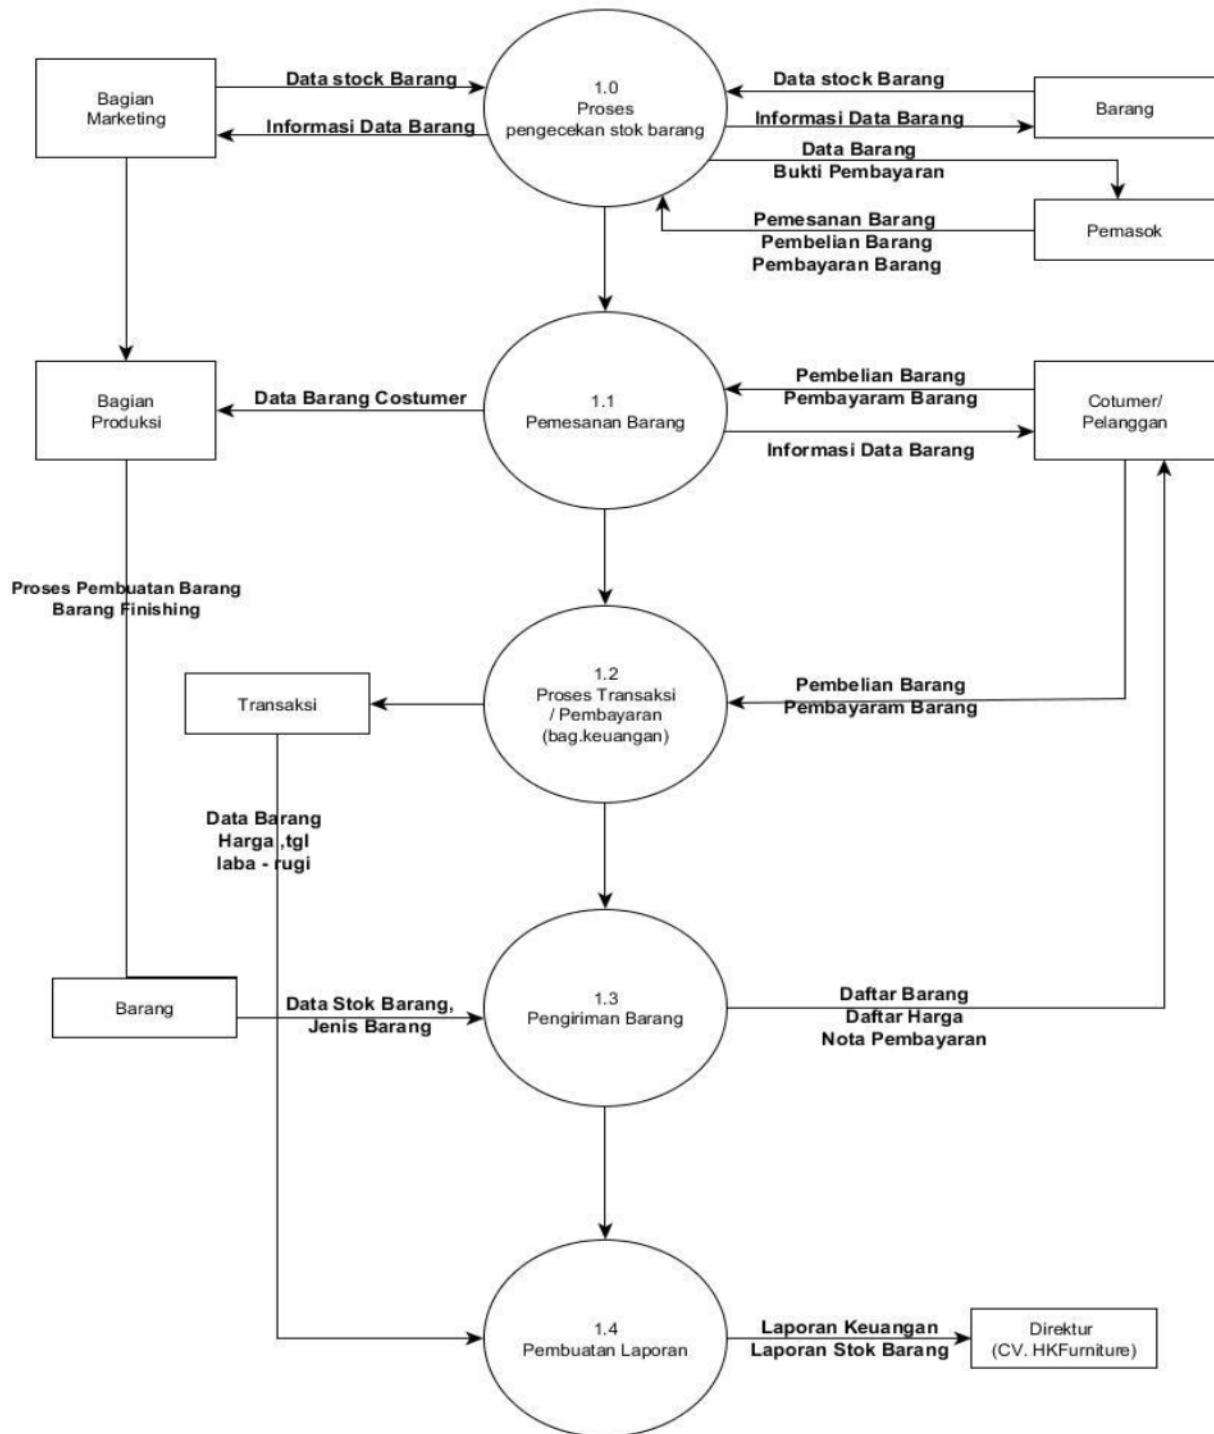 Bagian
Marketing
Data stock Barang
Informasi Data Barang
1.0
Proses
pengecekan stok barang
Data stock Barang
Informasi Data Barang
Barang
Data Barang
Bukti Pembayaran
Pemesanan Barang
Pembelian Barang
Pembayaran Barang
Pemasok
Bagian
Produksi
Data Barang Costumer
1.1
Pemesanan Barang
Pembelian Barang
Pembayaram Barang
Informasi Data Barang
Cotumer/
Pelanggan
Proses Pembuatan Barang
Barang Finishing
Transaksi
1.2
Proses Transaksi
/ Pembayaran
(bag.keuangan)
Pembelian Barang
Pembayaram Barang
Data Barang
Harga ,tgl
laba - rugi
Barang
Data Stok Barang,
Jenis Barang
1.3
Pengiriman Barang
Daftar Barang
Daftar Harga
Nota Pembayaran
1.4
Pembuatan Laporan
Laporan Keuangan
Laporan Stok Barang
Direktur
(CV. HKFurniture)